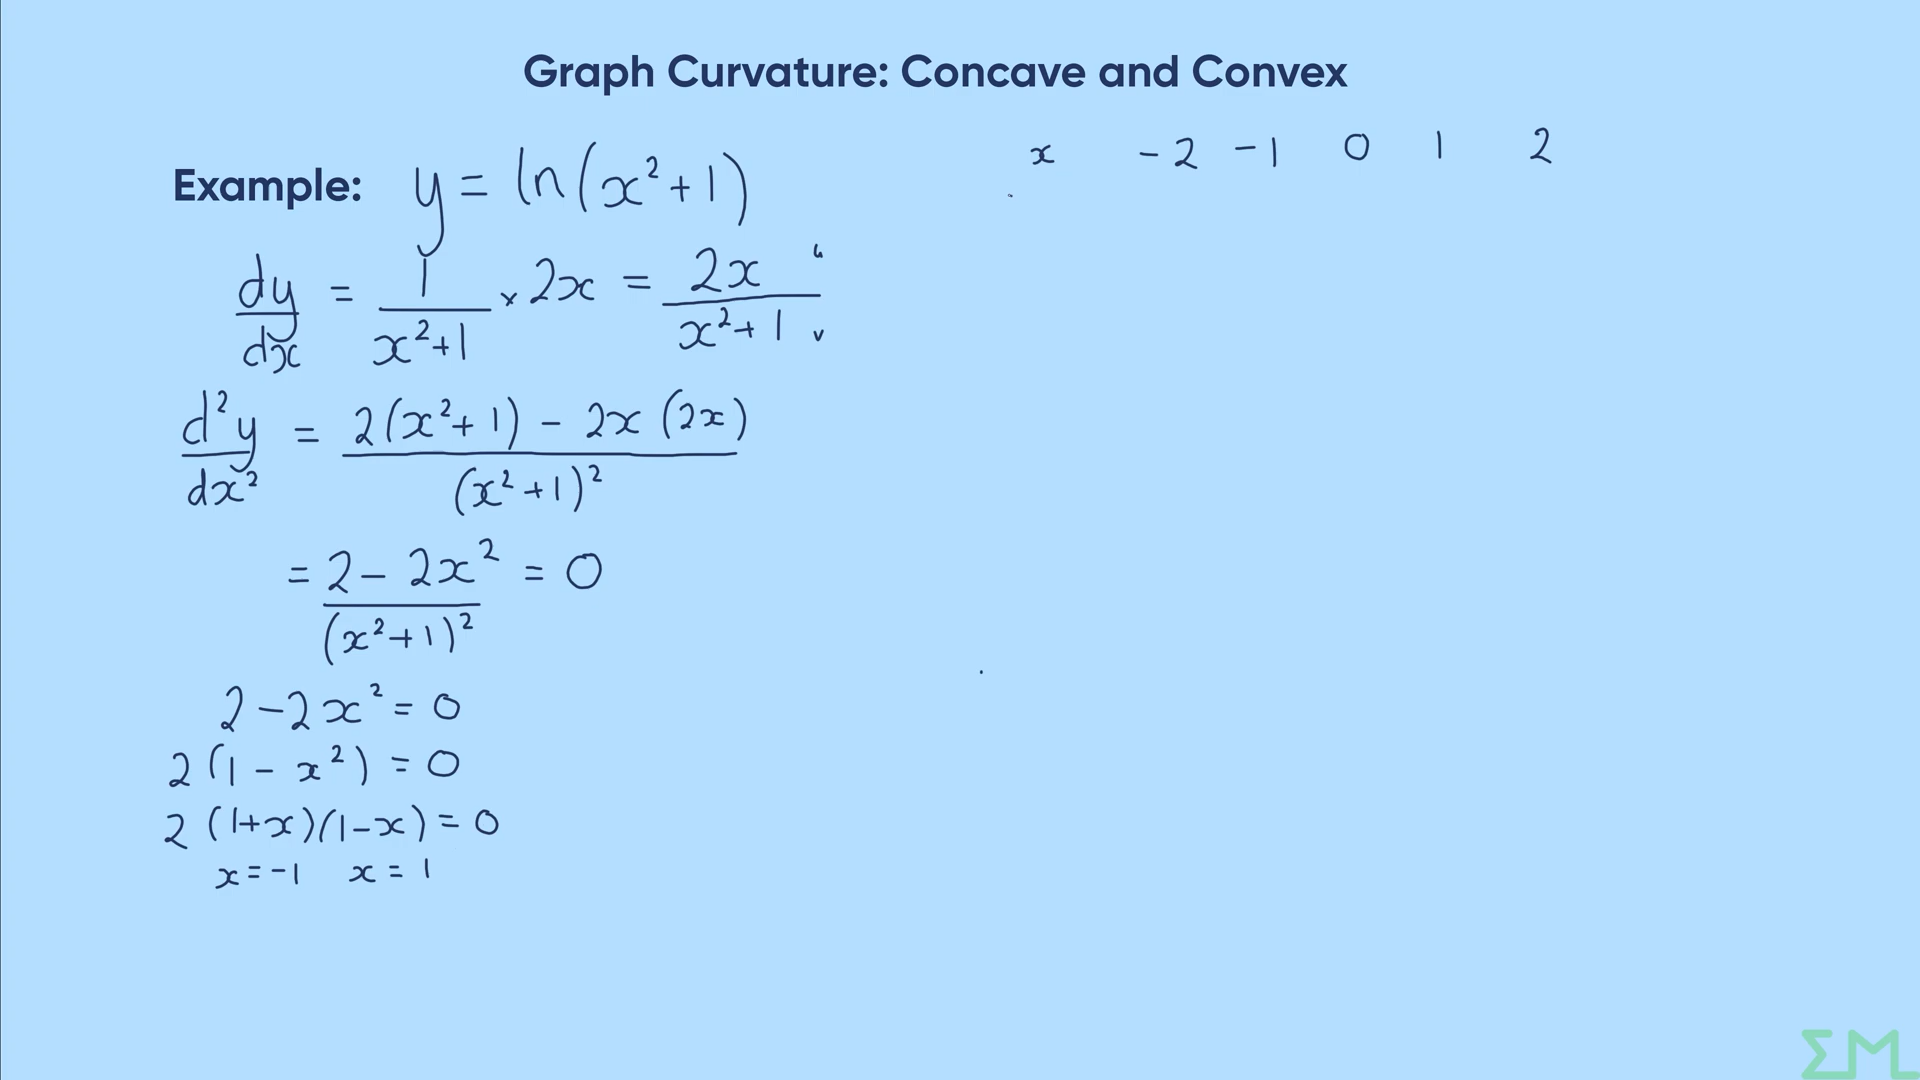 Graph Curvature: Concave and Convex
Example: y = ln(x²+1)
dy/dx = 1/(x²+1) × 2x = 2x/(x²+1) u v
d²y/dx² = (2(x²+1) - 2x(2x))/(x²+1)²
= (2 - 2x²)/(x²+1)² = 0
2 - 2x² = 0
2(1 - x²) = 0
2(1+x)(1-x) = 0
x = -1 x = 1
x -2 -1 0 1 2
ΣM